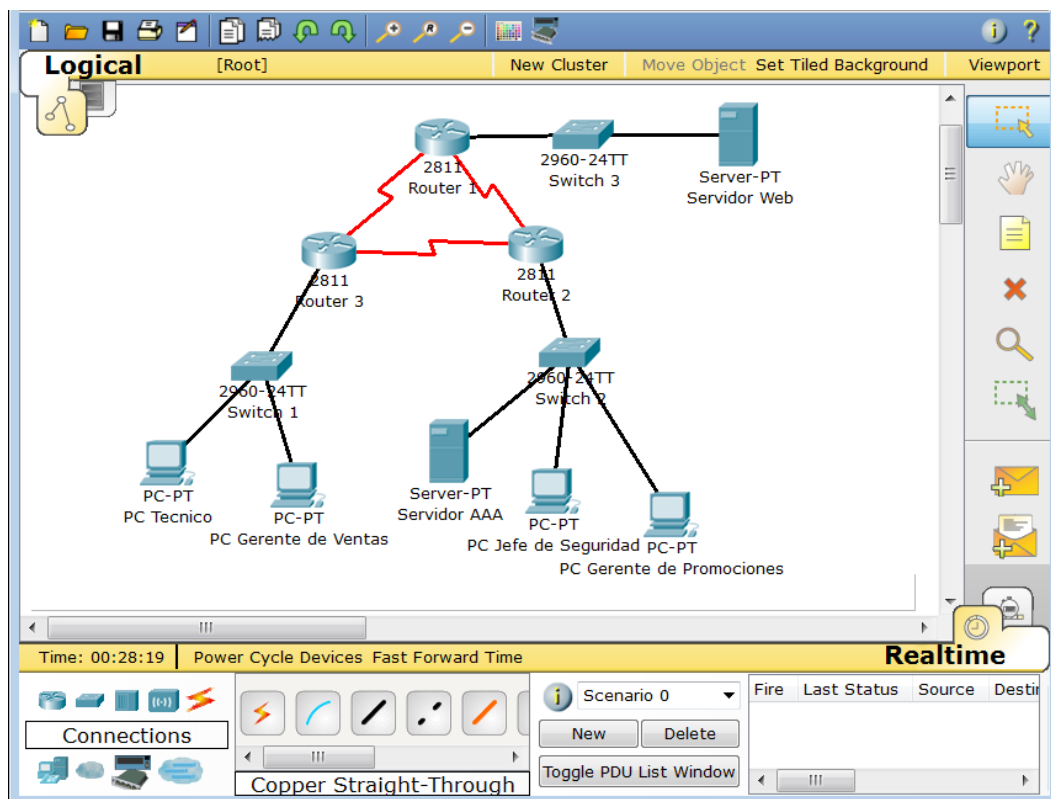 Logical
[Root]
New Cluster
Move Object
Set Tiled Background
Viewport
2811
Router 1
2960-24TT
Switch 3
Server-PT
Servidor Web
2811
Router 3
2811
Router 2
2960-24TT
Switch 1
2960-24TT
Switch 2
PC-PT
PC Tecnico
PC-PT
PC Gerente de Ventas
Server-PT
Servidor AAA
PC-PT
PC Jefe de Seguridad
PC-PT
PC Gerente de Promociones
Time: 00:28:19
Power Cycle Devices
Fast Forward Time
Realtime
Connections
Copper Straight-Through
Scenario 0
New
Delete
Toggle PDU List Window
Fire
Last Status
Source
Destin